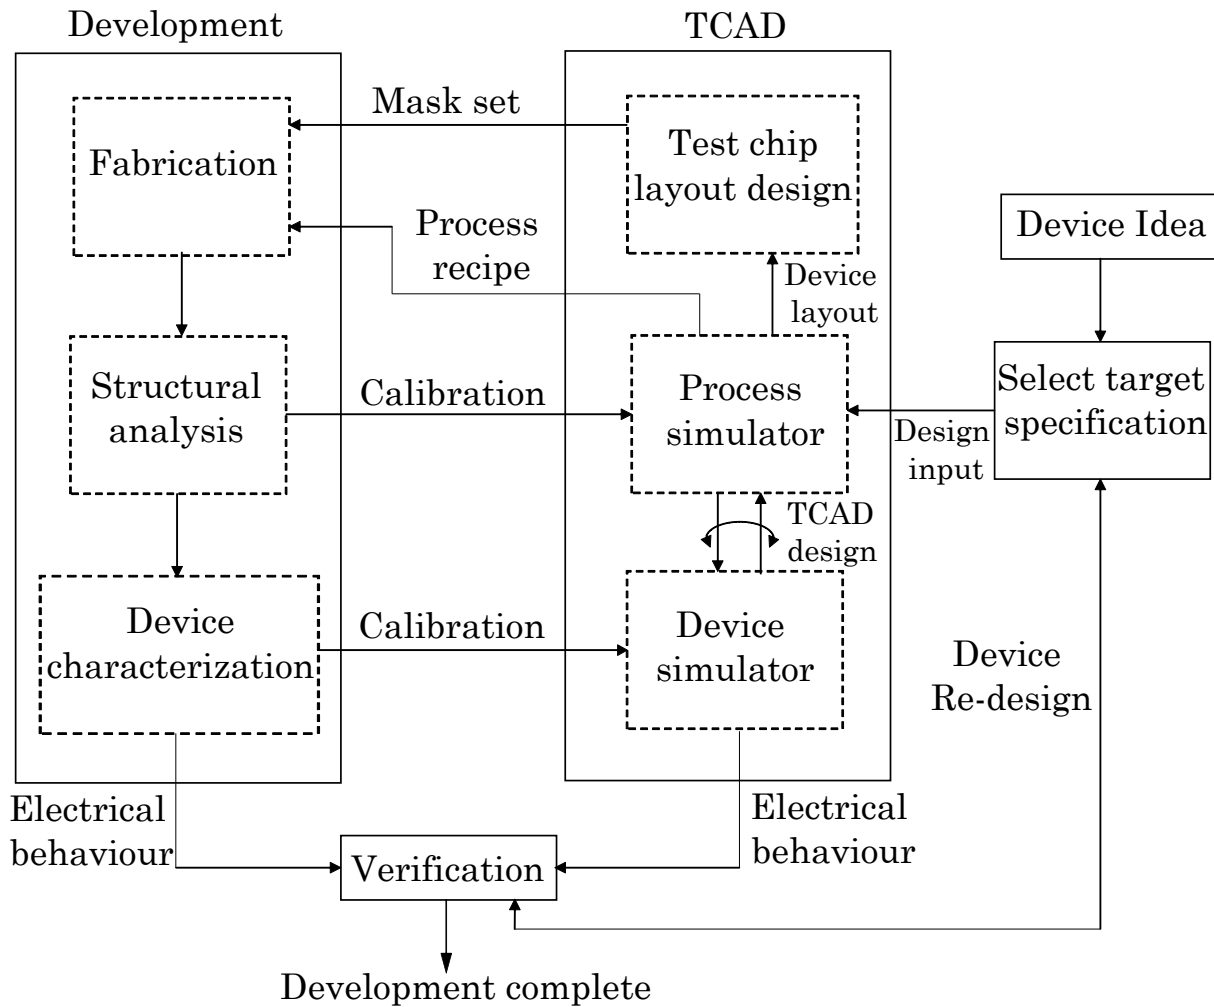 Development
TCAD
Mask set
Fabrication
Test chip
layout design
Process
recipe
Device Idea
Device
layout
Structural
analysis
Calibration
Process
simulator
Select target
specification
Design
input
TCAD
design
Device
characterization
Calibration
Device
simulator
Device
Re-design
Electrical
behaviour
Electrical
behaviour
Verification
Development complete